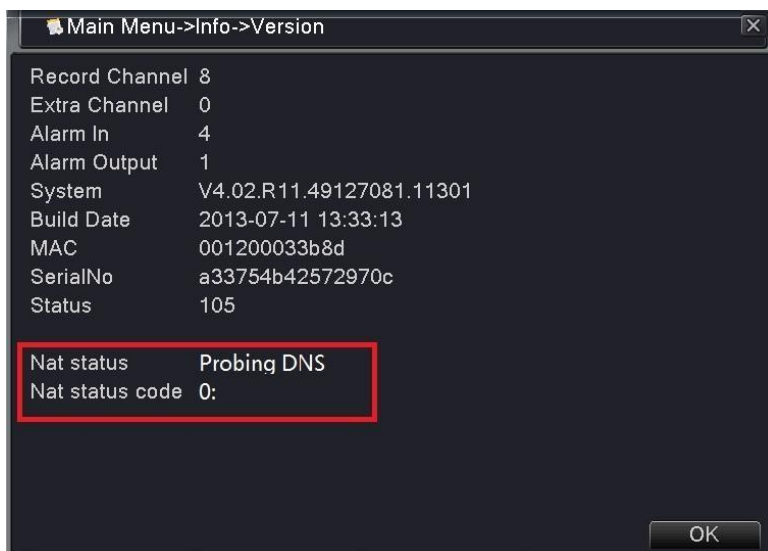 Main Menu->Info->Version
Record Channel 8
Extra Channel 0
Alarm In 4
Alarm Output 1
System V4.02.R11.49127081.11301
Build Date 2013-07-11 13:33:13
MAC 001200033b8d
SerialNo a33754b42572970c
Status 105
Nat status Probing DNS
Nat status code 0:
OK